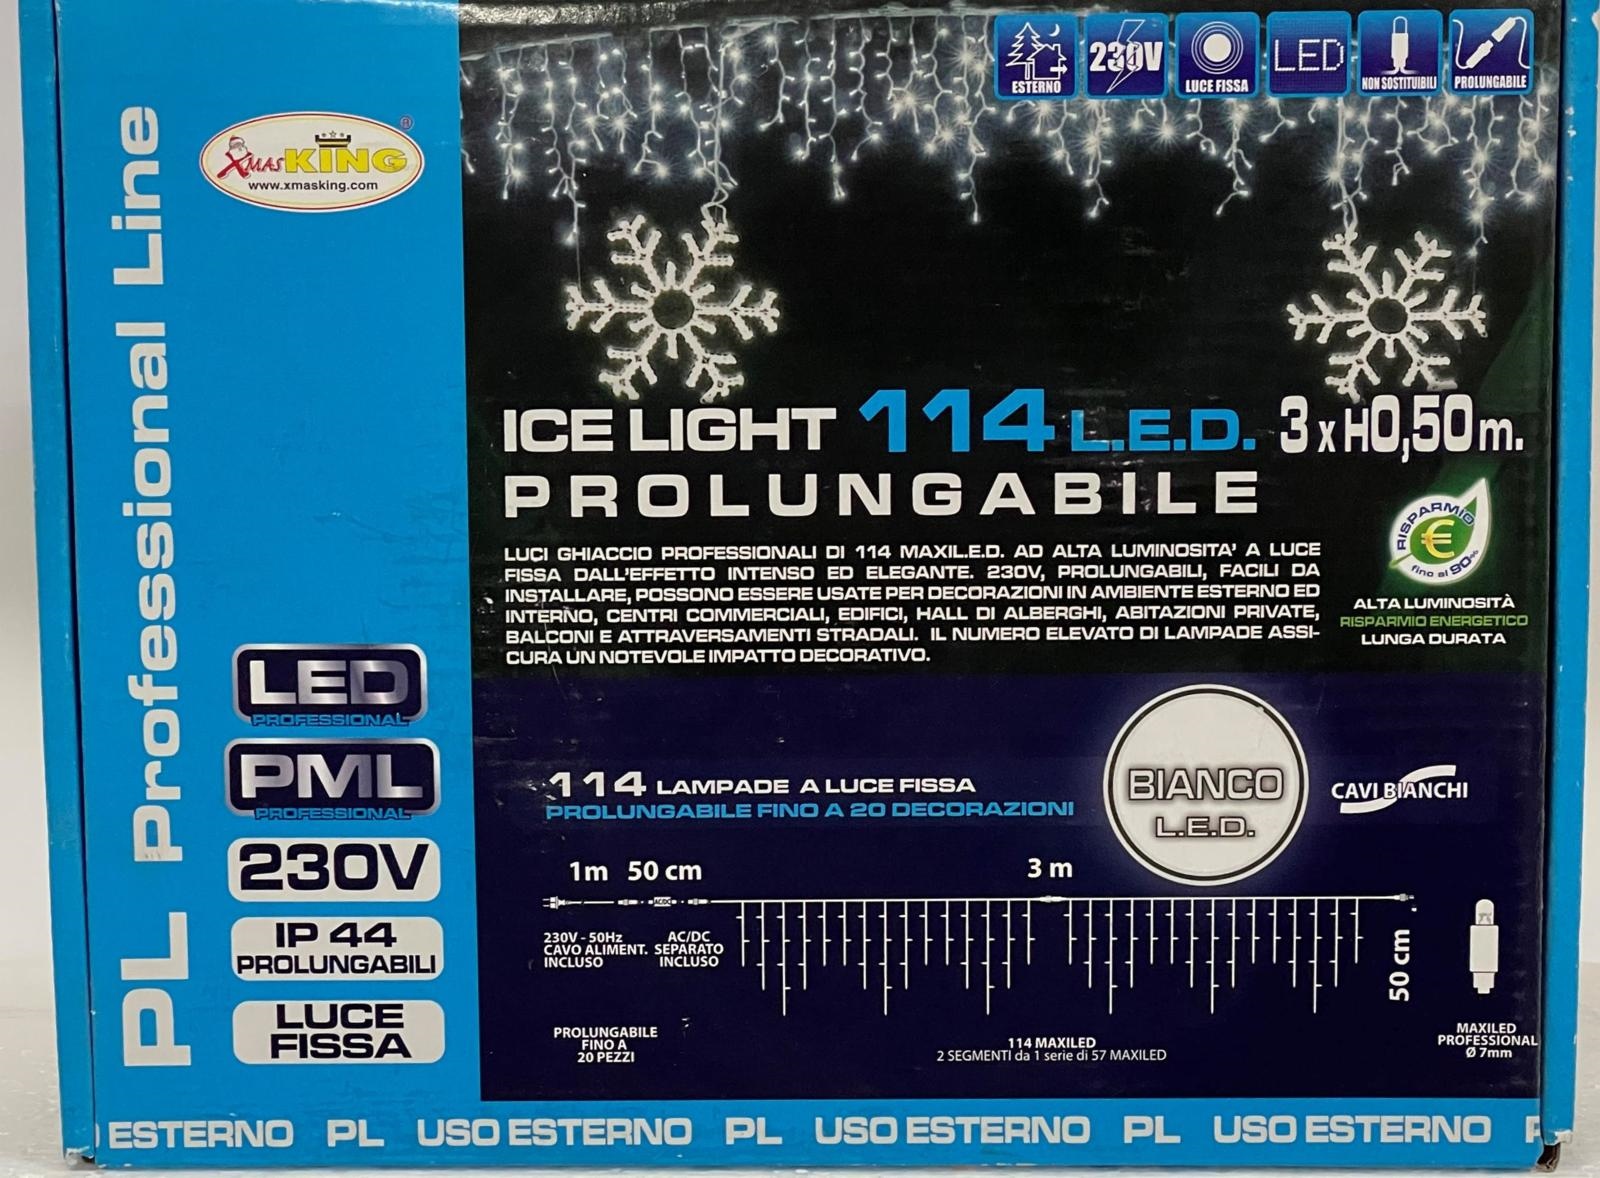 ESTERNO
230V
LUCE FISSA
LED
NON SOSTITUIBILI
PROLUNGABILE
XMASKING ®
www.xmasking.com
PL Professional Line
ICE LIGHT 114 L.E.D. 3 x H0,50 m.
PROLUNGABILE
LUCI GHIACCIO PROFESSIONALI DI 114 MAXIL.E.D. AD ALTA LUMINOSITA' A LUCE
FISSA DALL'EFFETTO INTENSO ED ELEGANTE. 230V, PROLUNGABILI, FACILI DA
INSTALLARE, POSSONO ESSERE USATE PER DECORAZIONI IN AMBIENTE ESTERNO ED
INTERNO, CENTRI COMMERCIALI, EDIFICI, HALL DI ALBERGHI, ABITAZIONI PRIVATE,
BALCONI E ATTRAVERSAMENTI STRADALI. IL NUMERO ELEVATO DI LAMPADE ASSI-
CURA UN NOTEVOLE IMPATTO DECORATIVO.
RISPARMIO
€
fino al 90%
ALTA LUMINOSITÀ
RISPARMIO ENERGETICO
LUNGA DURATA
LED
PROFESSIONAL
PML
PROFESSIONAL
230V
IP 44
PROLUNGABILI
LUCE
FISSA
114 LAMPADE A LUCE FISSA
PROLUNGABILE FINO A 20 DECORAZIONI
BIANCO
L.E.D.
CAVI BIANCHI
1m 50 cm
3 m
AC/DC
230V - 50Hz
CAVO ALIMENT.
INCLUSO
AC/DC
SEPARATO
INCLUSO
50 cm
PROLUNGABILE
FINO A
20 PEZZI
114 MAXILED
2 SEGMENTI da 1 serie di 57 MAXILED
MAXILED
PROFESSIONAL
Ø 7mm
O ESTERNO PL USO ESTERNO PL USO ESTERNO PL USO ESTERNO P